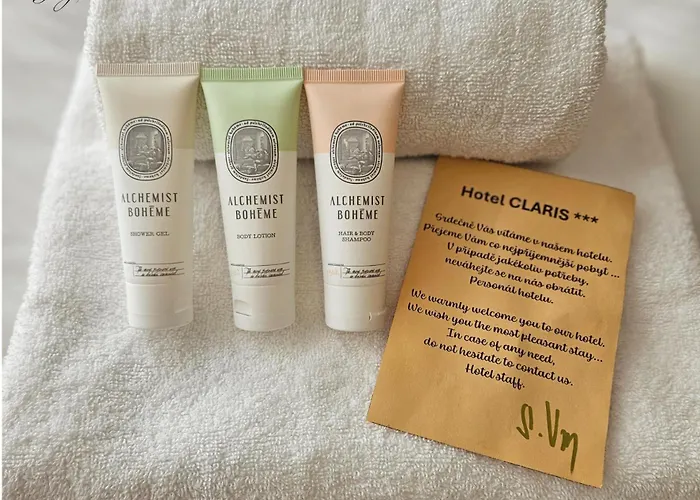 ALCHEMIST
BOHĒME
SHOWER GEL
ALCHEMIST
BOHĒME
BODY LOTION
ALCHEMIST
BOHĒME
HAIR & BODY
SHAMPOO
Hotel CLARIS ***
Srdečně Vás vítáme v našem hotelu.
Přejeme Vám co nejpříjemnější pobyt ...
V případě jakékoliv potřeby,
neváhejte se na nás obrátit.
Personál hotelu.
We warmly welcome you to our hotel.
We wish you the most pleasant stay...
In case of any need,
do not hesitate to contact us.
Hotel staff.